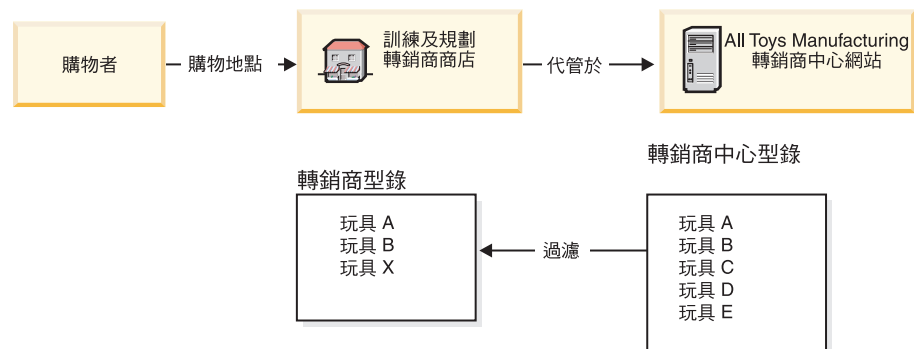 購物者
購物地點
訓練及規劃
轉銷商商店
代管於
All Toys Manufacturing
轉銷商中心網站
轉銷商型錄
玩具 A
玩具 B
玩具 X
過濾
轉銷商中心型錄
玩具 A
玩具 B
玩具 C
玩具 D
玩具 E